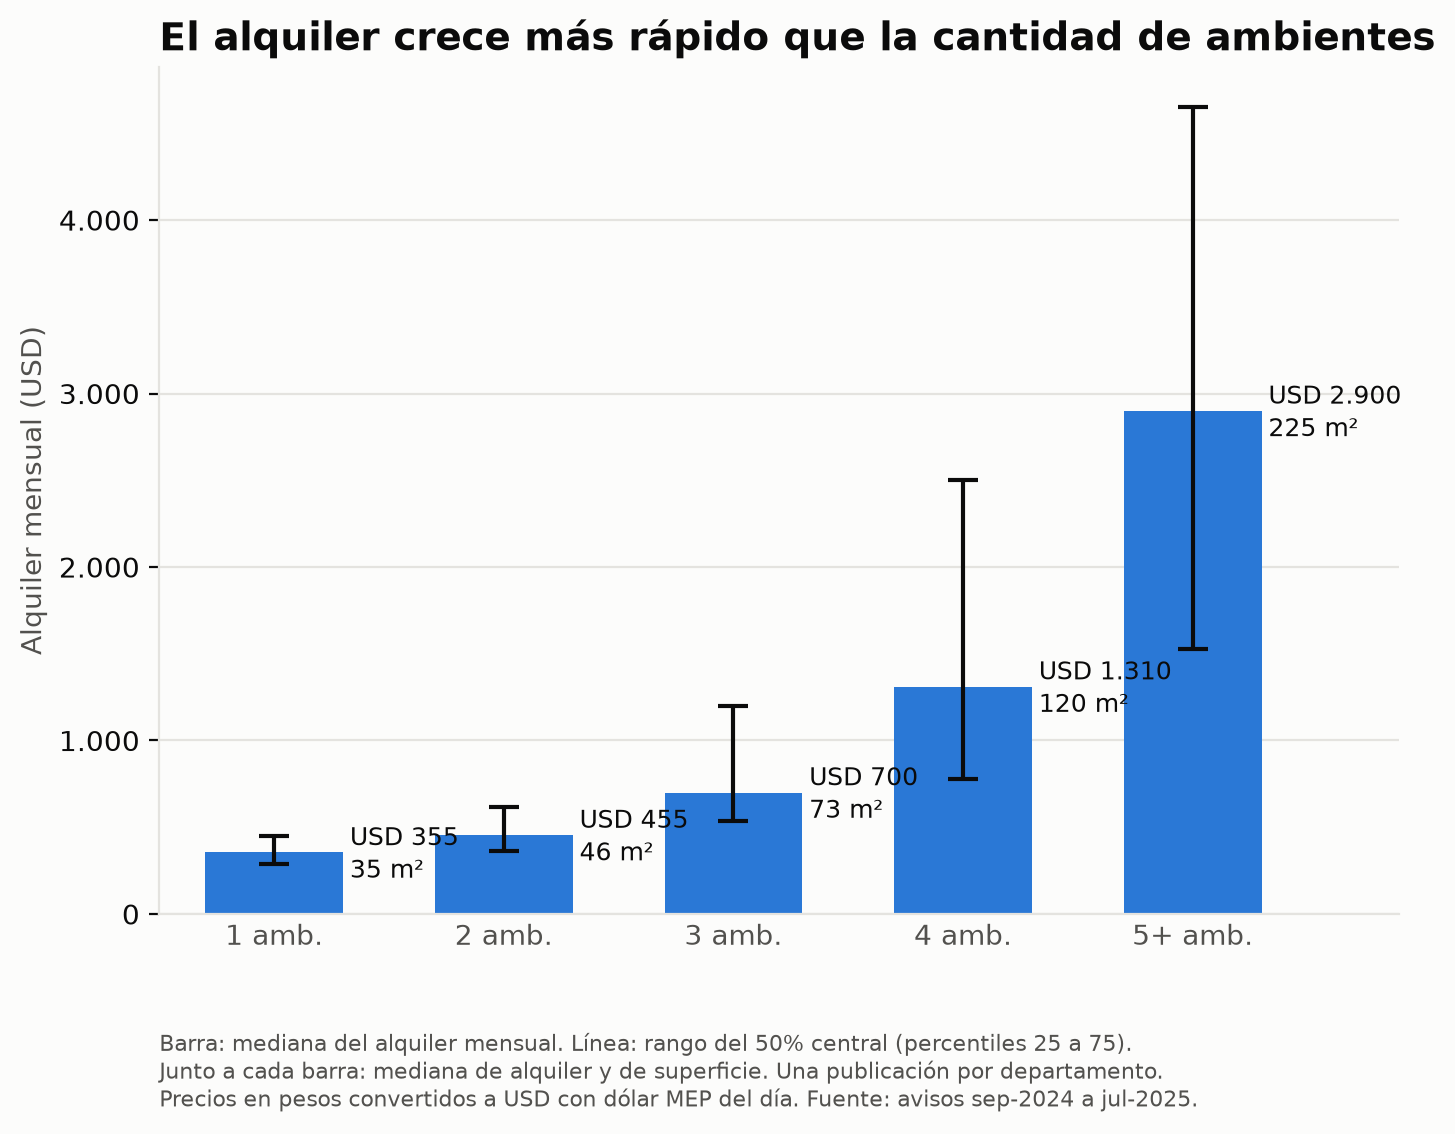 El alquiler crece más rápido que la cantidad de ambientes
Alquiler mensual (USD)
4.000
3.000
2.000
1.000
0
USD 355
35 m²
USD 455
46 m²
USD 700
73 m²
USD 1.310
120 m²
USD 2.900
225 m²
1 amb.
2 amb.
3 amb.
4 amb.
5+ amb.
Barra: mediana del alquiler mensual. Línea: rango del 50% central (percentiles 25 a 75).
Junto a cada barra: mediana de alquiler y de superficie. Una publicación por departamento.
Precios en pesos convertidos a USD con dólar MEP del día. Fuente: avisos sep-2024 a jul-2025.